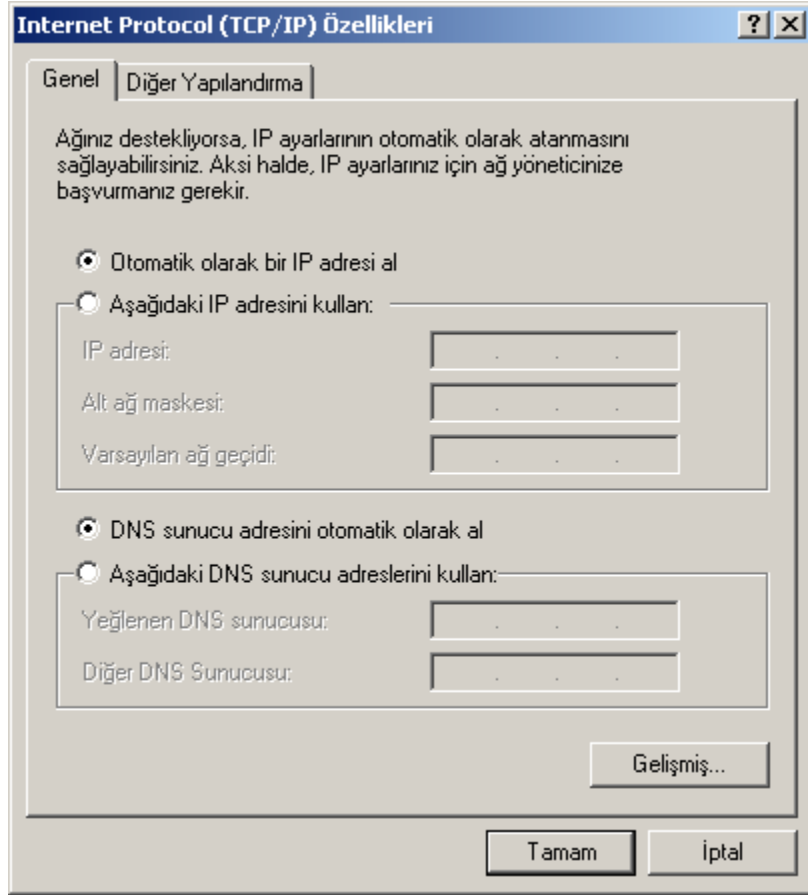 Internet Protocol (TCP/IP) Özellikleri
Genel
Diğer Yapılandırma
Ağınız destekliyorsa, IP ayarlarının otomatik olarak atanmasını
sağlayabilirsiniz. Aksi halde, IP ayarlarınız için ağ yöneticinize
başvurmanız gerekir.
Otomatik olarak bir IP adresi al
Aşağıdaki IP adresini kullan:
IP adresi:
Alt ağ maskesi:
Varsayılan ağ geçidi:
DNS sunucu adresini otomatik olarak al
Aşağıdaki DNS sunucu adreslerini kullan:
Yeğlenen DNS sunucusu:
Diğer DNS Sunucusu:
Gelişmiş...
Tamam
İptal